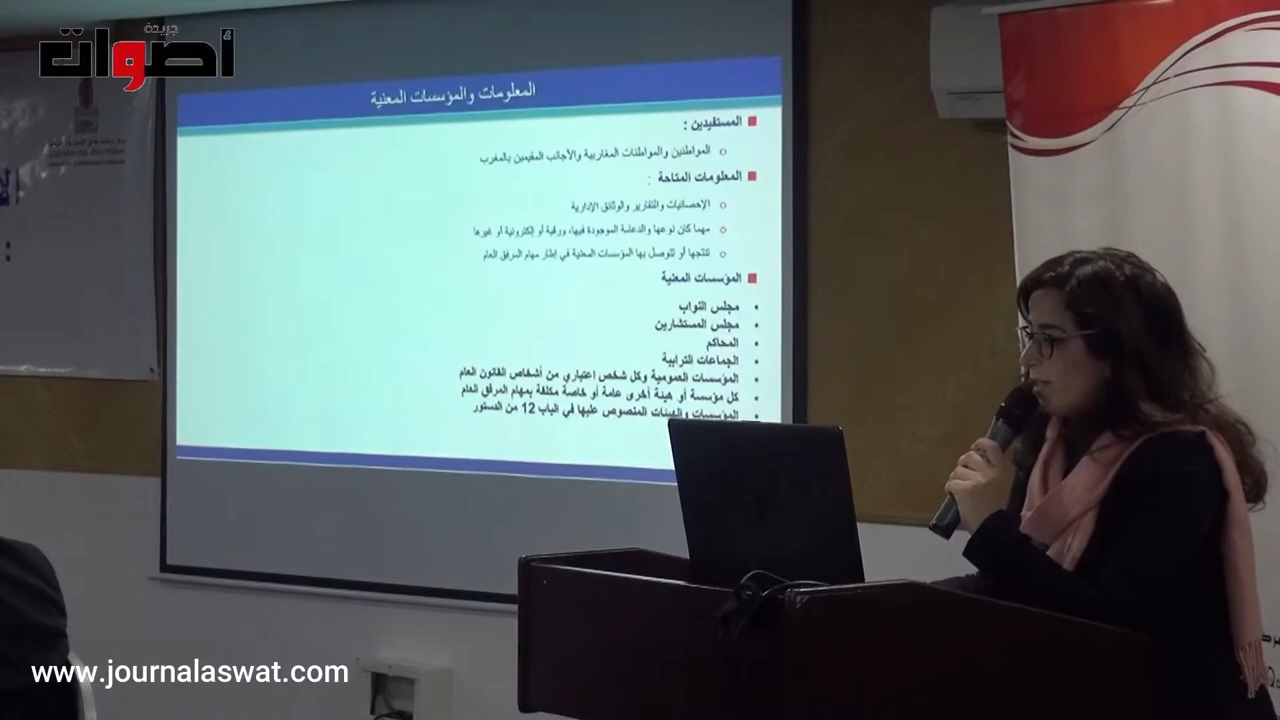 جريدة
أصوات
المعلومات والمؤسسات المعنية
المستفيدين :
المواطنين والمواطنات المغاربية والأجانب المقيمين بالمغرب
المعلومات المتاحة :
الإحصائيات والتقارير والوثائق الإدارية
مهما كان نوعها والدعامة الموجودة فيها، ورقية أو إلكترونية أو غيرها
تنتجها أو تتوصل بها المؤسسات المعنية في إطار مهام المرفق العام
المؤسسات المعنية
مجلس النواب
مجلس المستشارين
المحاكم
الجماعات الترابية
المؤسسات العمومية وكل شخص اعتباري من أشخاص القانون العام
كل مؤسسة أو هيئة أخرى عامة أو خاصة مكلفة بمهام المرفق العام
المؤسسات والهيئات المنصوص عليها في الباب 12 من الدستور
www.journalaswat.com